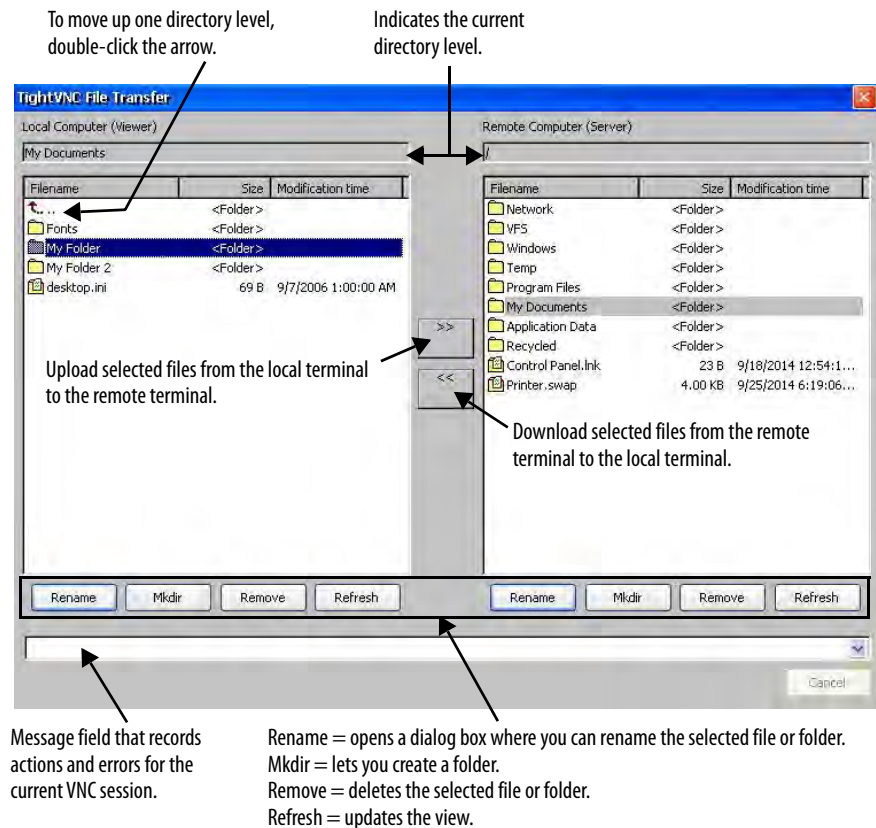 To move up one directory level,
double-click the arrow.
Indicates the current
directory level.
TightVNC File Transfer
Local Computer (Viewer)
Remote Computer (Server)
My Documents
/
Filename Size Modification time
t.. ..
<Folder>
Fonts <Folder>
My Folder <Folder>
My Folder 2 <Folder>
desktop.ini 69 B 9/7/2006 1:00:00 AM
Filename Size Modification time
Network <Folder>
VFS <Folder>
Windows <Folder>
Temp <Folder>
Program Files <Folder>
My Documents <Folder>
Application Data <Folder>
Recycled <Folder>
Control Panel.lnk 23 B 9/18/2014 12:54:1...
Printer.swap 4.00 KB 9/25/2014 6:19:06...
>>
<<
Upload selected files from the local terminal
to the remote terminal.
Download selected files from the remote
terminal to the local terminal.
Rename Mkdir Remove Refresh
Rename Mkdir Remove Refresh
Cancel
Message field that records
actions and errors for the
current VNC session.
Rename = opens a dialog box where you can rename the selected file or folder.
Mkdir = lets you create a folder.
Remove = deletes the selected file or folder.
Refresh = updates the view.